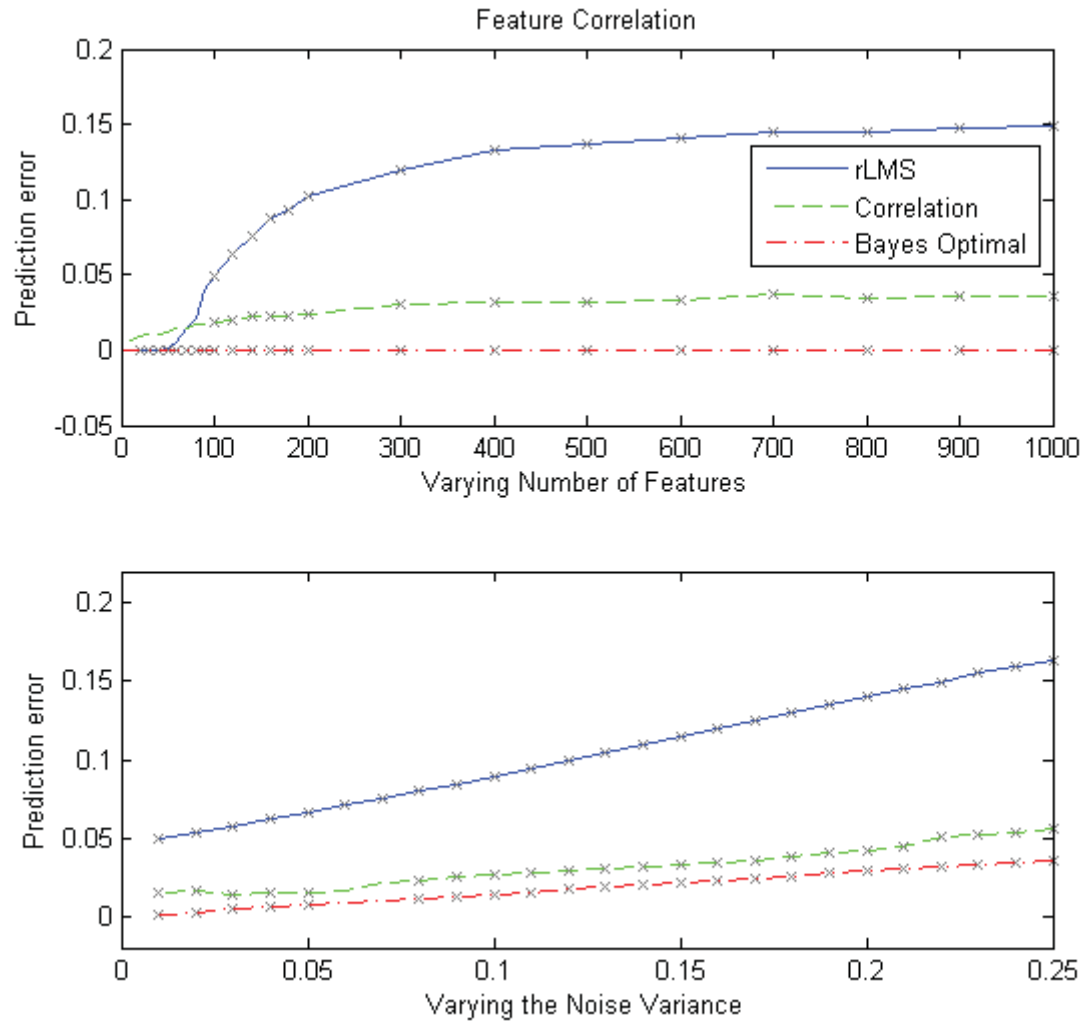 Feature Correlation
0.2
0.15
0.1
0.05
0
-0.05
Prediction error
rLMS
Correlation
Bayes Optimal
0 100 200 300 400 500 600 700 800 900 1000
Varying Number of Features
0.2
0.15
0.1
0.05
0
Prediction error
0 0.05 0.1 0.15 0.2 0.25
Varying the Noise Variance